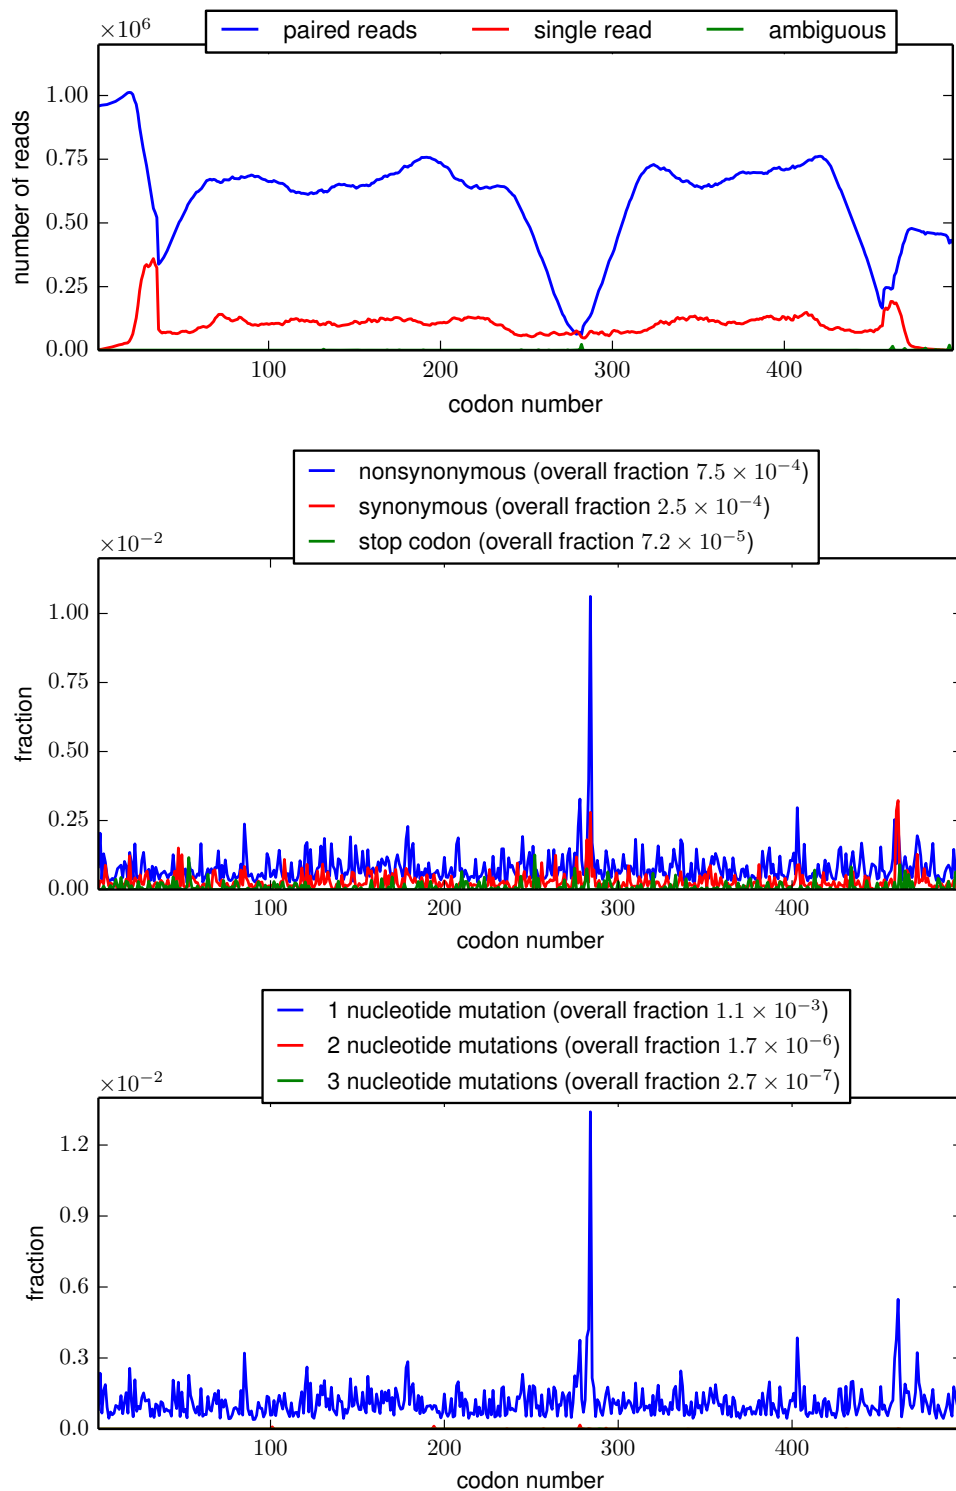 ×10⁶
paired reads single read ambiguous
1.00
0.75
0.50
0.25
0.00
number of reads
100 200 300 400
codon number
nonsynonymous (overall fraction 7.5 × 10⁻⁴)
synonymous (overall fraction 2.5 × 10⁻⁴)
stop codon (overall fraction 7.2 × 10⁻⁵)
×10⁻²
1.00
0.75
0.50
0.25
0.00
fraction
100 200 300 400
codon number
1 nucleotide mutation (overall fraction 1.1 × 10⁻³)
2 nucleotide mutations (overall fraction 1.7 × 10⁻⁶)
3 nucleotide mutations (overall fraction 2.7 × 10⁻⁷)
×10⁻²
1.2
0.9
0.6
0.3
0.0
fraction
100 200 300 400
codon number